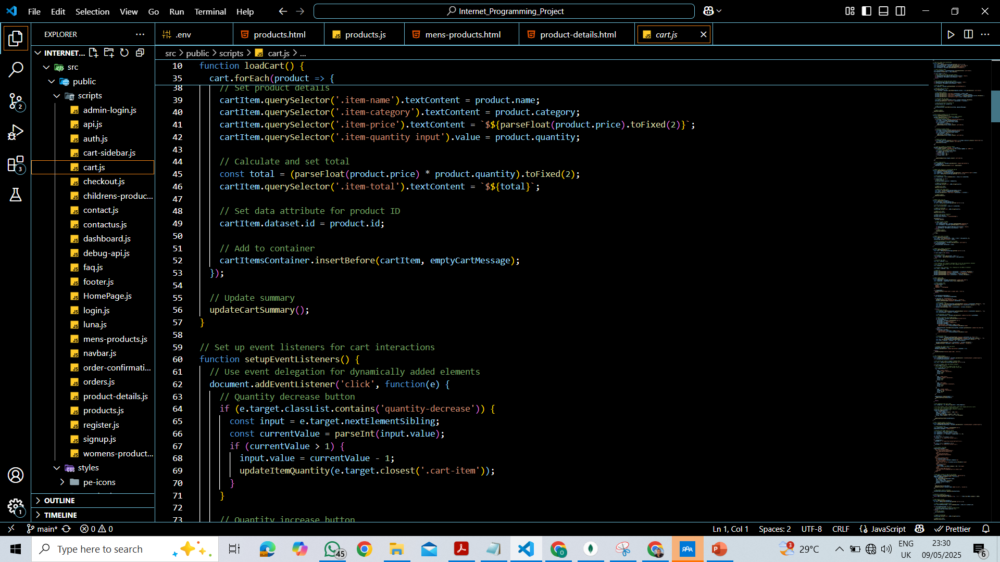 File Edit Selection View Go Run Terminal Help
Internet_Programming_Project
EXPLORER
.env
products.html
products.js
mens-products.html
product-details.html
cart.js
INTERNET...
src > public > scripts > cart.js > ...
src
public
scripts
admin-login.js
api.js
auth.js
cart-sidebar.js
cart.js
checkout.js
childrens-produc...
contact.js
contactus.js
dashboard.js
debug-api.js
faq.js
footer.js
HomePage.js
login.js
luna.js
mens-products.js
navbar.js
order-confirmati...
orders.js
product-details.js
products.js
register.js
signup.js
womens-product...
styles
pe-icons
OUTLINE
TIMELINE
2
3
1
10 function loadCart() {
35 cart.forEach(product => {
38 // Set product details
39 cartItem.querySelector('.item-name').textContent = product.name;
40 cartItem.querySelector('.item-category').textContent = product.category;
41 cartItem.querySelector('.item-price').textContent = `$${parseFloat(product.price).toFixed(2)}`;
42 cartItem.querySelector('.item-quantity input').value = product.quantity;
43
44 // Calculate and set total
45 const total = (parseFloat(product.price) * product.quantity).toFixed(2);
46 cartItem.querySelector('.item-total').textContent = `$${total}`;
47
48 // Set data attribute for product ID
49 cartItem.dataset.id = product.id;
50
51 // Add to container
52 cartItemsContainer.insertBefore(cartItem, emptyCartMessage);
53 });
54
55 // Update summary
56 updateCartSummary();
57 }
58
59 // Set up event listeners for cart interactions
60 function setupEventListeners() {
61 // Use event delegation for dynamically added elements
62 document.addEventListener('click', function(e) {
63 // Quantity decrease button
64 if (e.target.classList.contains('quantity-decrease')) {
65 const input = e.target.nextElementSibling;
66 const currentValue = parseInt(input.value);
67 if (currentValue > 1) {
68 input.value = currentValue - 1;
69 updateItemQuantity(e.target.closest('.cart-item'));
70 }
71 }
72
73 // Quantity increase button
main* 0 0
Ln 1, Col 1 Spaces: 2 UTF-8 CRLF JavaScript Prettier
Type here to search
45
3 29°C
ENG
UK
23:30
09/05/2025
6